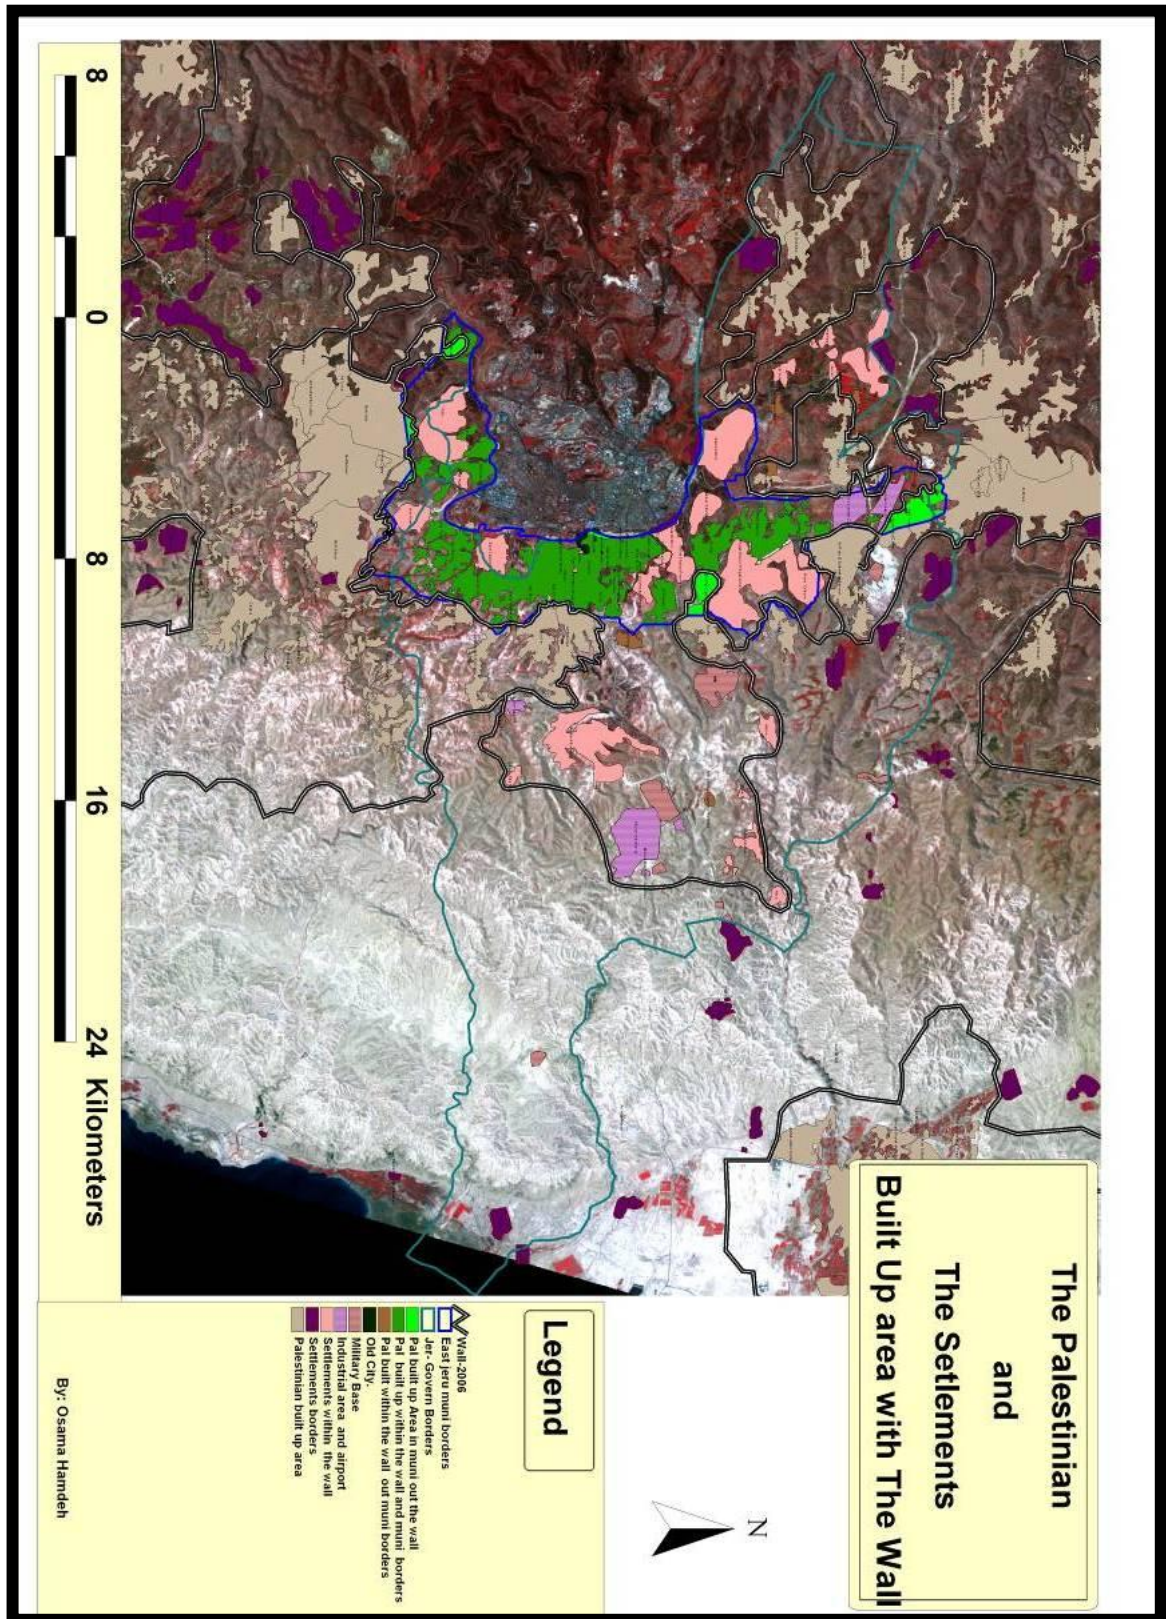 The Palestinian
and
The Setlements
Built Up area with The Wall
N
Legend
Wall-2006
East jeru muni borders
Jer- Govern Borders
Pal built up Area in muni out the wall
Pal built up within the wall and muni borders
Pal built within the wall out muni borders
Old City.
Military Base
Industrial area and airport
Settlements within the wall
Settlements borders
Palestinian built up area
By: Osama Hamdeh
8 0 8 16 24 Kilometers